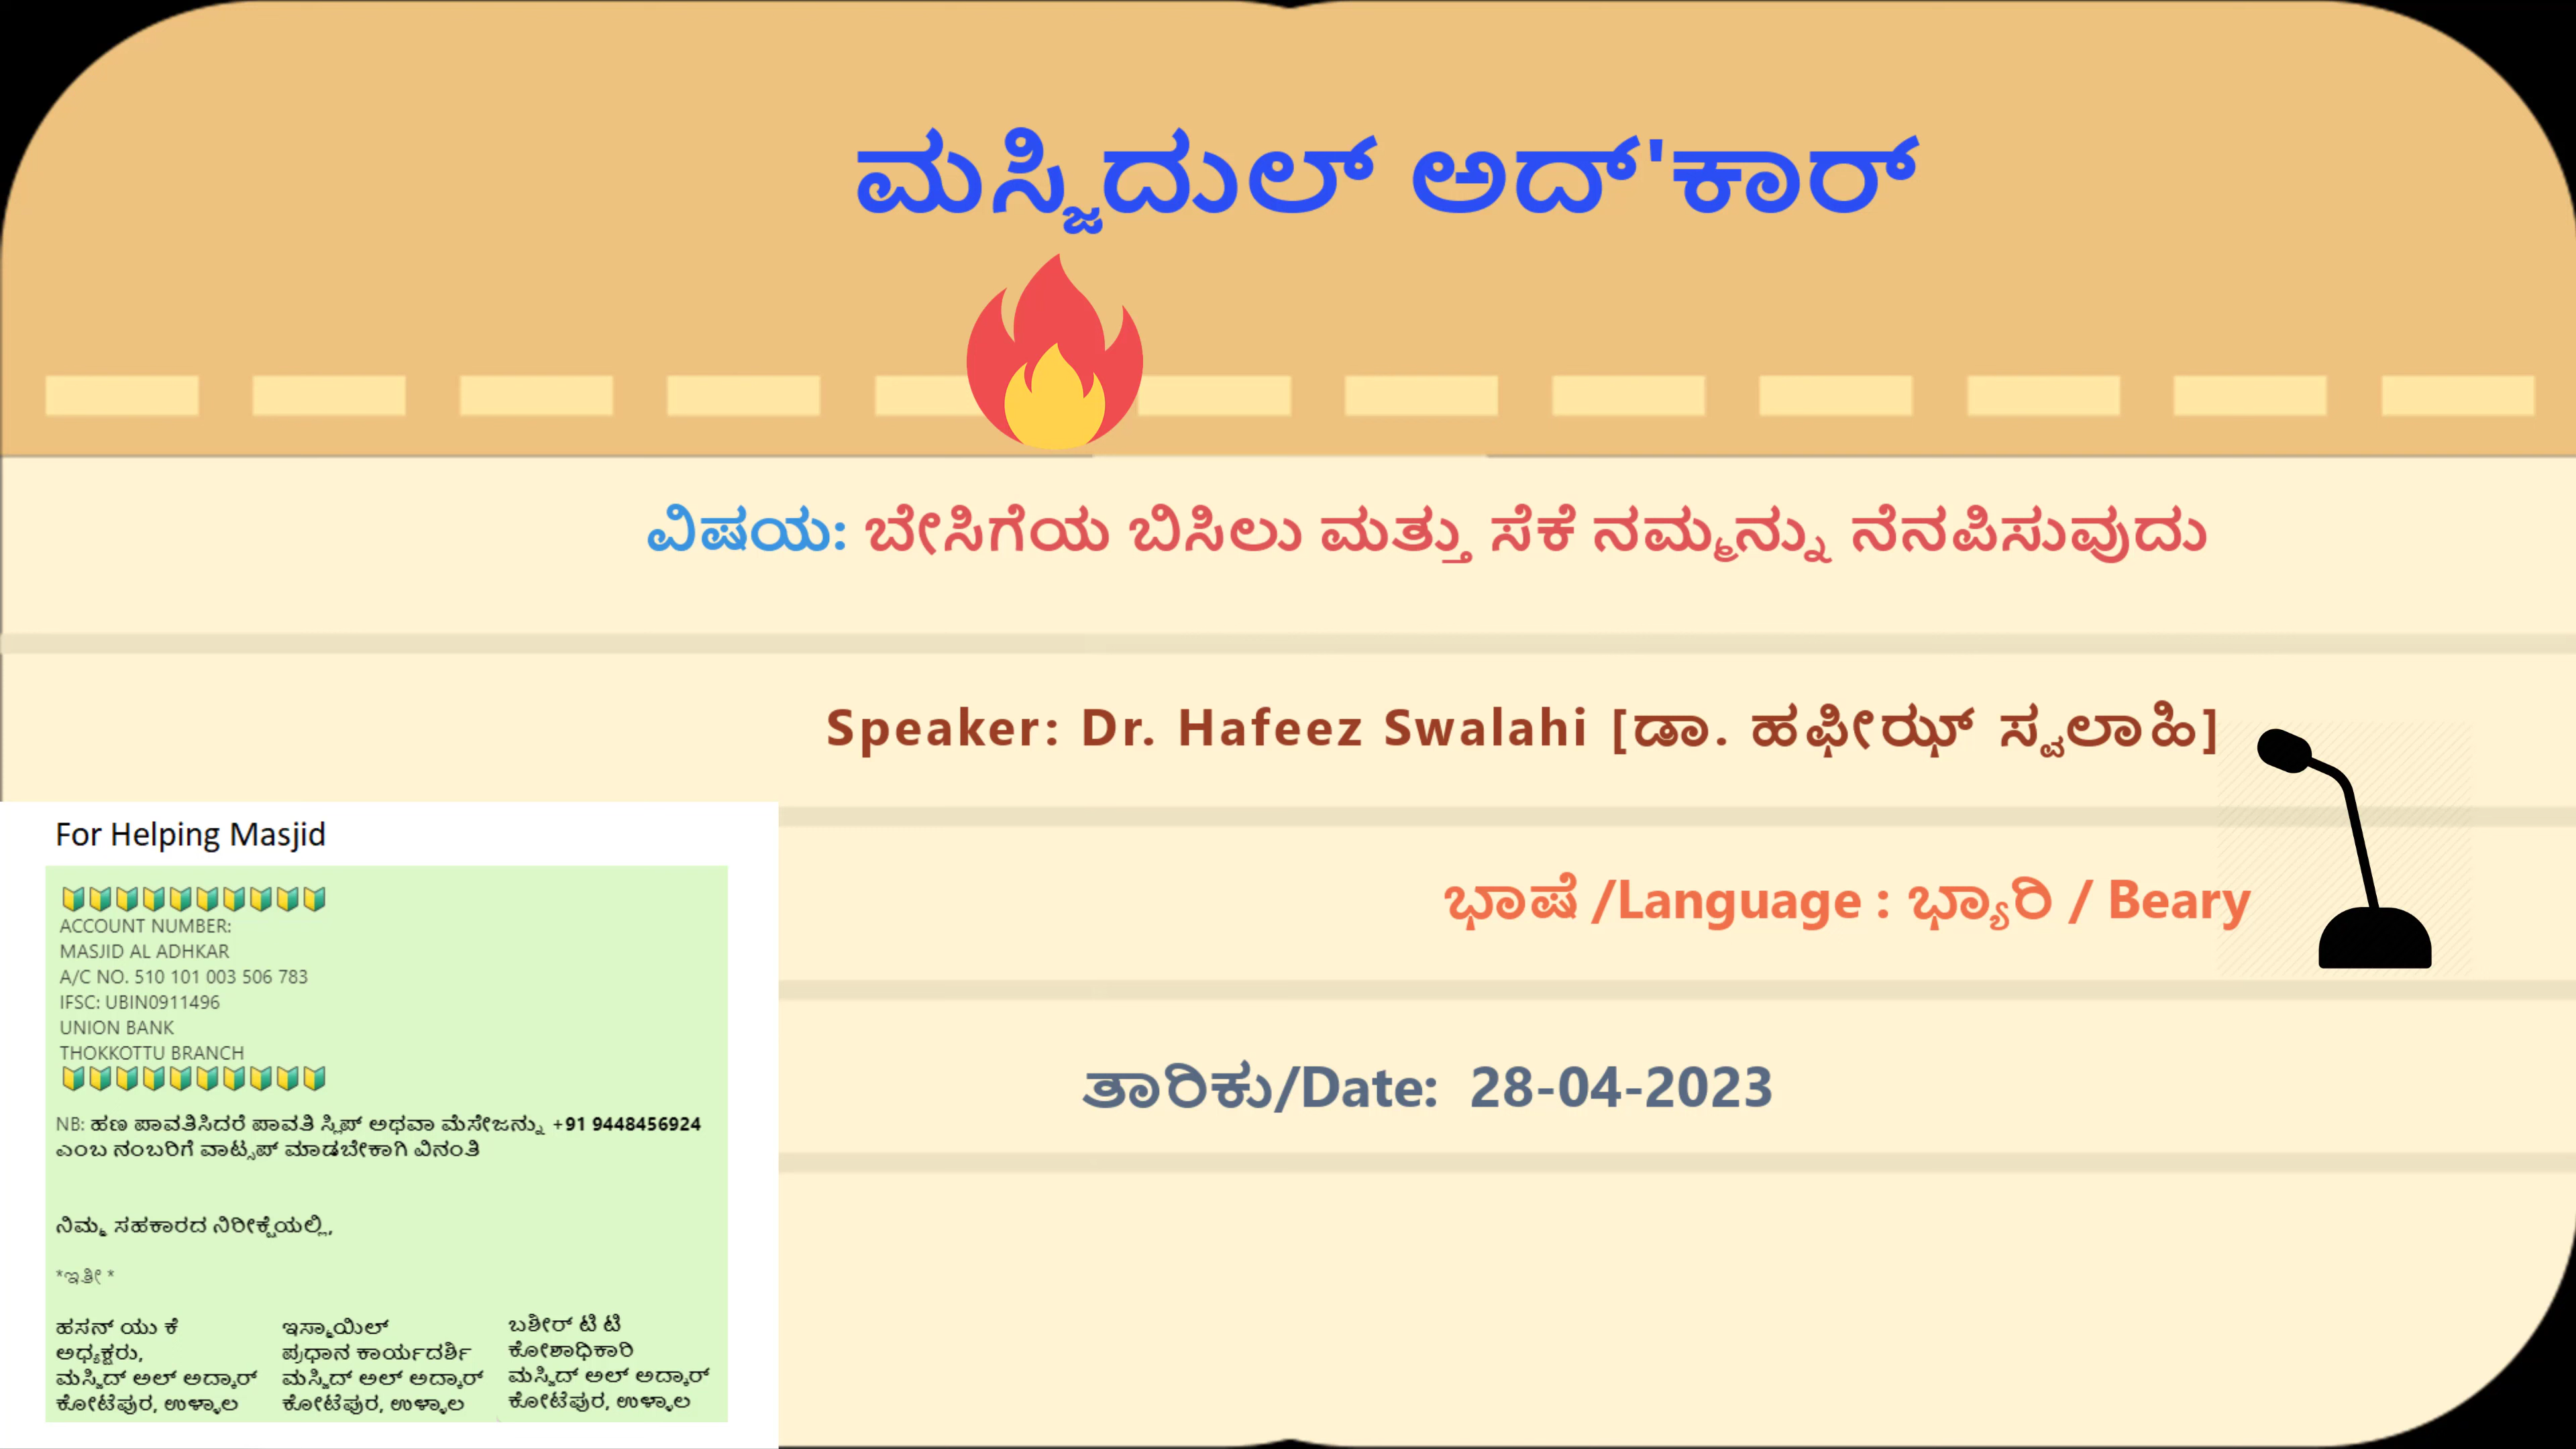 ಮಸ್ಜಿದುಲ್ ಅದ್'ಕಾರ್
ವಿಷಯ: ಬೇಸಿಗೆಯ ಬಿಸಿಲು ಮತ್ತು ಸೆಕೆ ನಮ್ಮನ್ನು ನೆನಪಿಸುವುದು
Speaker: Dr. Hafeez Swalahi [ಡಾ. ಹಫೀಝ್ ಸ್ವಲಾಹಿ]
ಭಾಷೆ /Language : ಭ್ಯಾರಿ / Beary
ತಾರಿಕು/Date: 28-04-2023
For Helping Masjid
ACCOUNT NUMBER:
MASJID AL ADHKAR
A/C NO. 510 101 003 506 783
IFSC: UBIN0911496
UNION BANK
THOKKOTTU BRANCH
NB: ಹಣ ಪಾವತಿಸಿದರೆ ಪಾವತಿ ಸ್ಲಿಪ್ ಅಥವಾ ಮೆಸೇಜನ್ನು +91 9448456924
ಎಂಬ ನಂಬರಿಗೆ ವಾಟ್ಸಪ್ ಮಾಡಬೇಕಾಗಿ ವಿನಂತಿ
ನಿಮ್ಮ ಸಹಕಾರದ ನಿರೀಕ್ಷೆಯಲ್ಲಿ,
*ಇತೀ *
ಹಸನ್ ಯು ಕೆ
ಅಧ್ಯಕ್ಷರು,
ಮಸ್ಜಿದ್ ಅಲ್ ಅದ್ಕಾರ್
ಕೋಟೆಪುರ, ಉಳ್ಳಾಲ
ಇಸ್ಮಾಯಿಲ್
ಪ್ರಧಾನ ಕಾರ್ಯದರ್ಶಿ
ಮಸ್ಜಿದ್ ಅಲ್ ಅದ್ಕಾರ್
ಕೋಟೆಪುರ, ಉಳ್ಳಾಲ
ಬಶೀರ್ ಟಿ ಟಿ
ಕೋಶಾಧಿಕಾರಿ
ಮಸ್ಜಿದ್ ಅಲ್ ಅದ್ಕಾರ್
ಕೋಟೆಪುರ, ಉಳ್ಳಾಲ